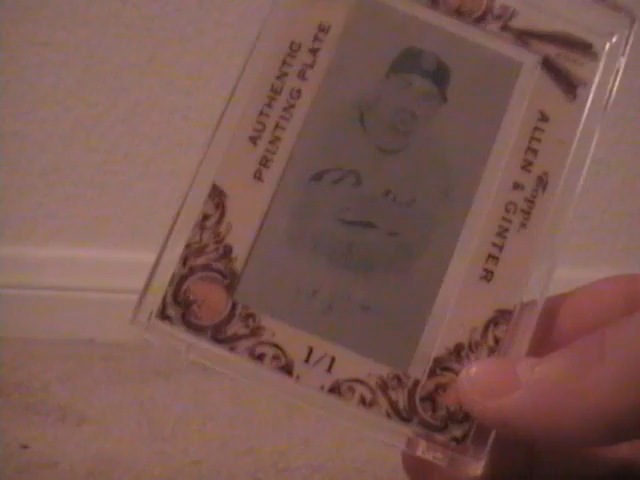 AUTHENTIC
PRINTING PLATE
Topps
ALLEN & GINTER
1/1